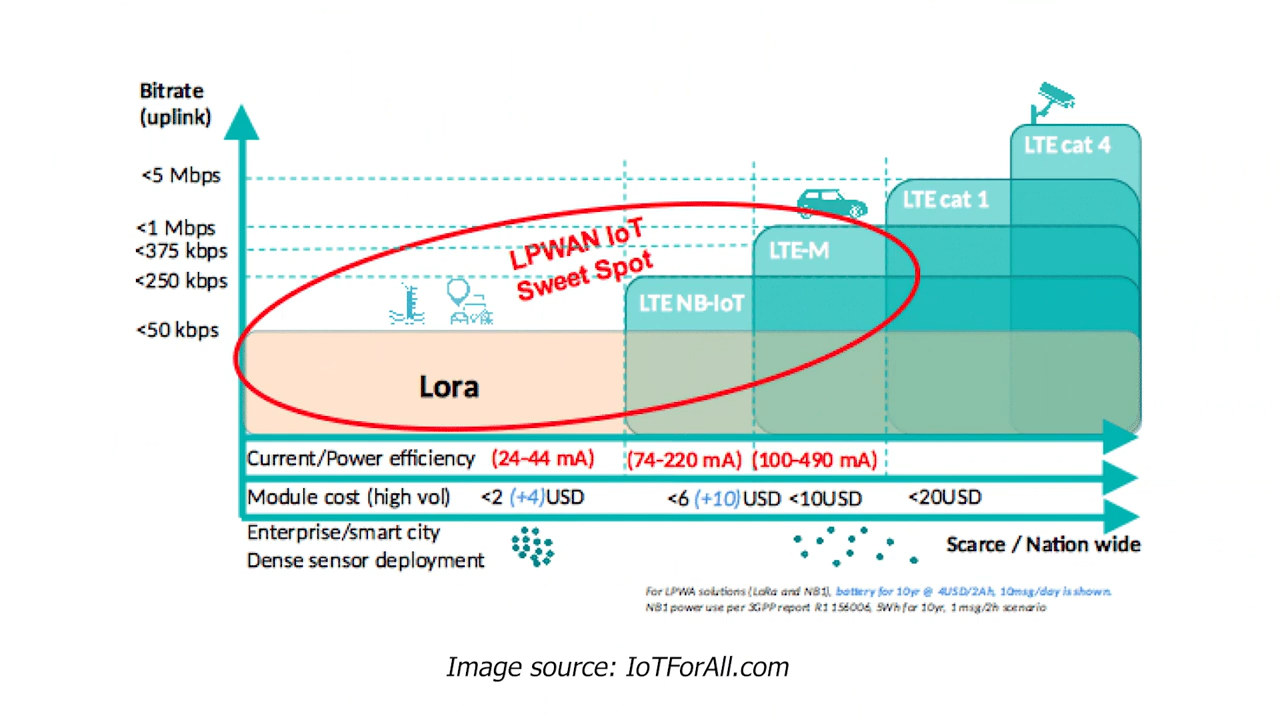 Bitrate
(uplink)
<5 Mbps
<1 Mbps
<375 kbps
<250 kbps
<50 kbps
LTE cat 4
LTE cat 1
LTE-M
LTE NB-IoT
LPWAN IoT
Sweet Spot
Lora
Current/Power efficiency (24-44 mA) (74-220 mA) (100-490 mA)
Module cost (high vol) <2 (+4)USD <6 (+10)USD <10USD <20USD
Enterprise/smart city
Dense sensor deployment
Scarce / Nation wide
For LPWA solutions (LoRa and NB1), battery for 10yr @ 4USD/2Ah, 10msg/day is shown.
NB1 power use per 3GPP report R1 156006, 5Wh for 10yr, 1 msg/2h scenario
Image source: IoTForAll.com